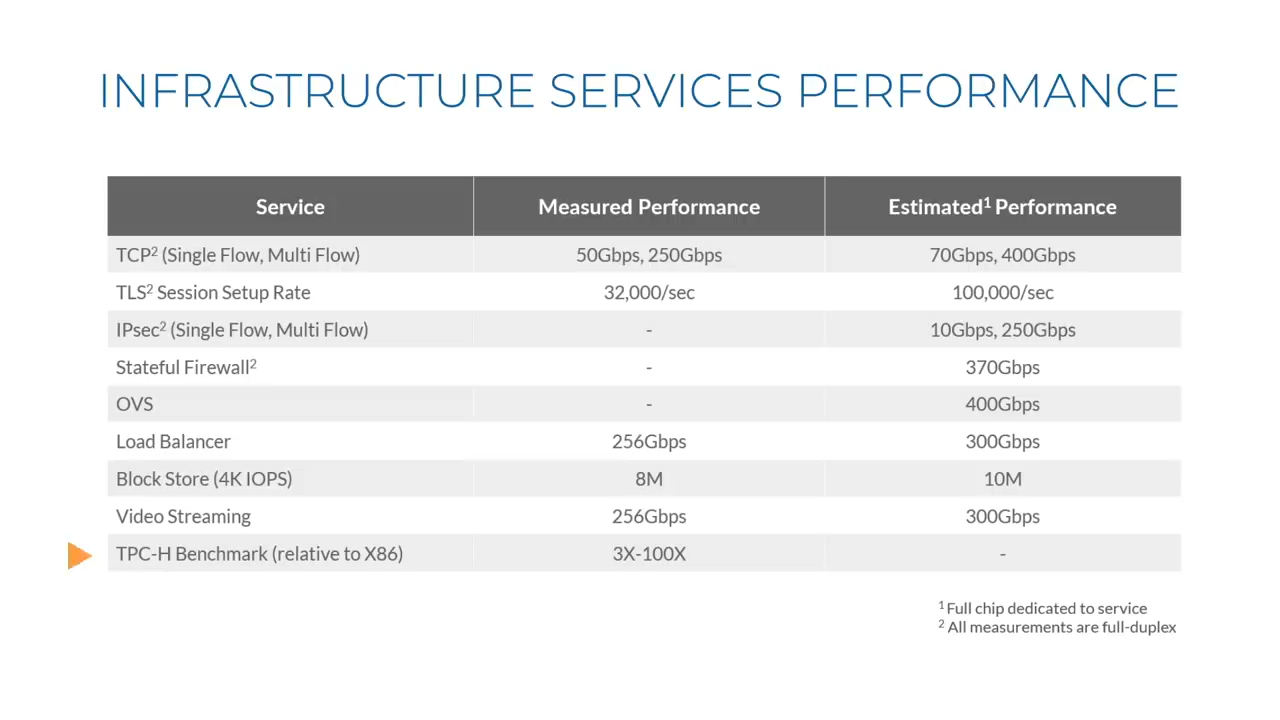 INFRASTRUCTURE SERVICES PERFORMANCE
Service Measured Performance Estimated¹ Performance
TCP² (Single Flow, Multi Flow) 50Gbps, 250Gbps 70Gbps, 400Gbps
TLS² Session Setup Rate 32,000/sec 100,000/sec
IPsec² (Single Flow, Multi Flow) - 10Gbps, 250Gbps
Stateful Firewall² - 370Gbps
OVS - 400Gbps
Load Balancer 256Gbps 300Gbps
Block Store (4K IOPS) 8M 10M
Video Streaming 256Gbps 300Gbps
TPC-H Benchmark (relative to X86) 3X-100X -
¹ Full chip dedicated to service
² All measurements are full-duplex